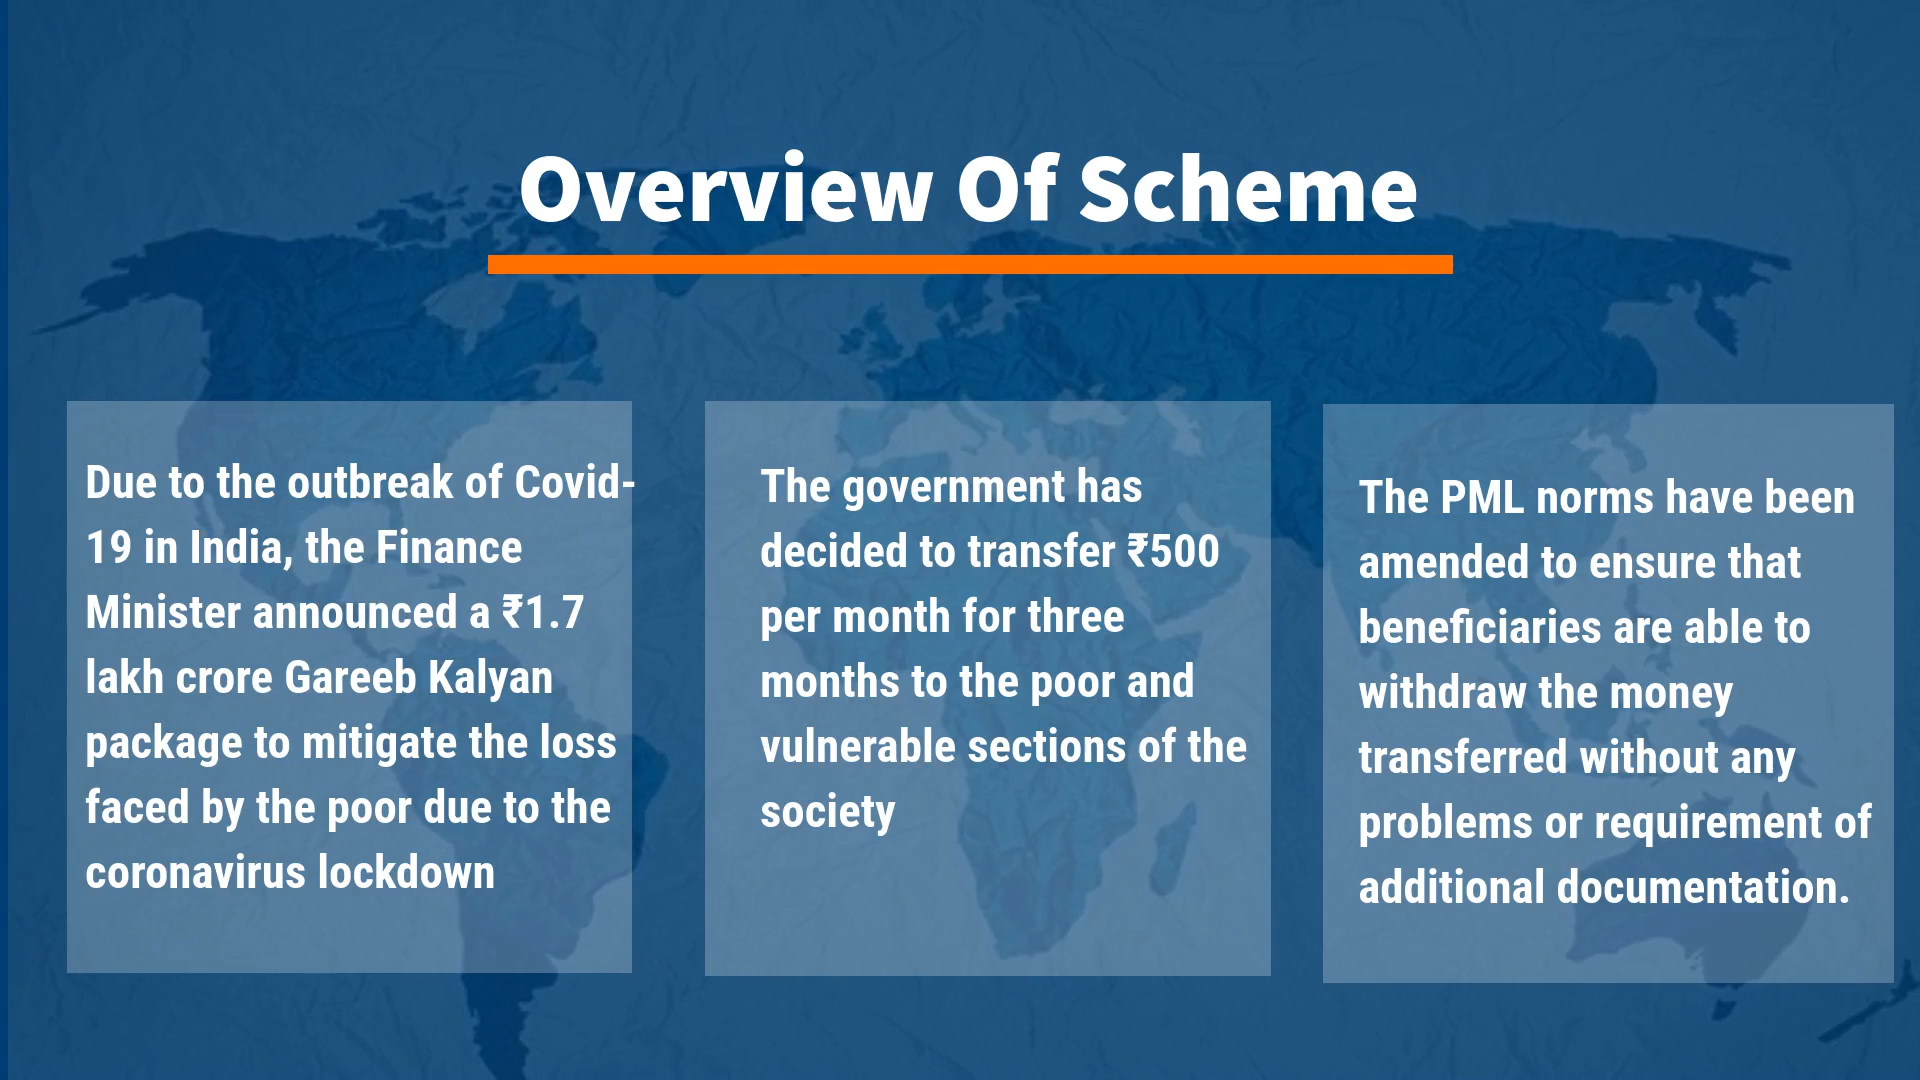 Overview Of Scheme
Due to the outbreak of Covid-
19 in India, the Finance
Minister announced a ₹1.7
lakh crore Gareeb Kalyan
package to mitigate the loss
faced by the poor due to the
coronavirus lockdown
The government has
decided to transfer ₹500
per month for three
months to the poor and
vulnerable sections of the
society
The PML norms have been
amended to ensure that
beneficiaries are able to
withdraw the money
transferred without any
problems or requirement of
additional documentation.